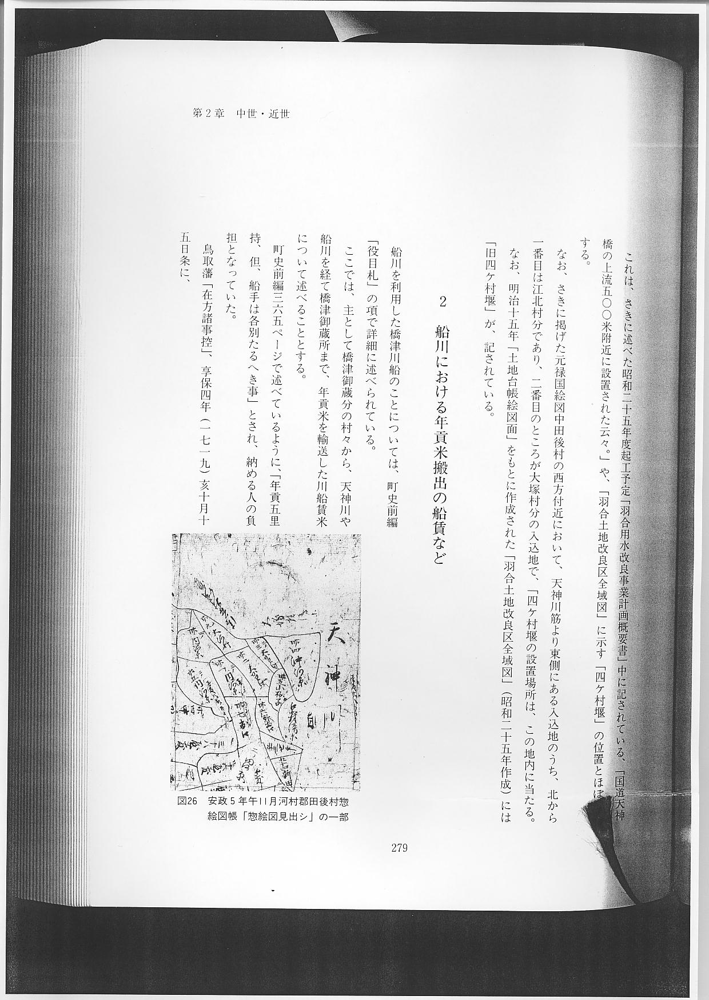 第2章　中世・近世
これは、さきに述べた昭和二十五年度起工予定「羽合用水改良事業計画概要書」中に記されている、「国道天神
橋の上流五〇〇米附近に設置された云々。」や、「羽合土地改良区全域図」に示す「四ケ村堰」の位置とほぼ
する。
なお、さきに掲げた元禄国絵図中田後村の西方付近において、天神川筋より東側にある入込地のうち、北から
一番目は江北村分であり、二番目のところが大塚村分の入込地で、「四ケ村堰の設置場所は、この地内に当たる。
なお、明治十五年「土地台帳絵図面」をもとに作成された「羽合土地改良区全域図」（昭和二十五年作成）には
「旧四ケ村堰」が、記されている。
2　船川における年貢米搬出の船賃など
船川を利用した橋津川船のことについては、町史前編
「役目札」の項で詳細に述べられている。
ここでは、主として橋津御蔵分の村々から、天神川や
船川を経て橋津御蔵所まで、年貢米を輸送した川船賃米
について述べることとする。
町史前編三六五ページで述べているように、「年貢五里
持、但、船手は各別たるへき事」とされ、納める人の負
担となっていた。
鳥取藩「在方諸事控」、享保四年（一七一九）亥十月十
五日条に、
天神川
図26　安政5年午11月河村郡田後村惣
絵図帳「惣絵図見出シ」の一部
279